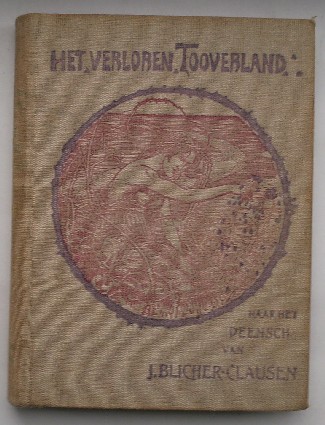 HET VERLOREN TOOVERLAND.:.
NAAR HET
DEENSCH
VAN
J. BLICHER-CLAUSEN